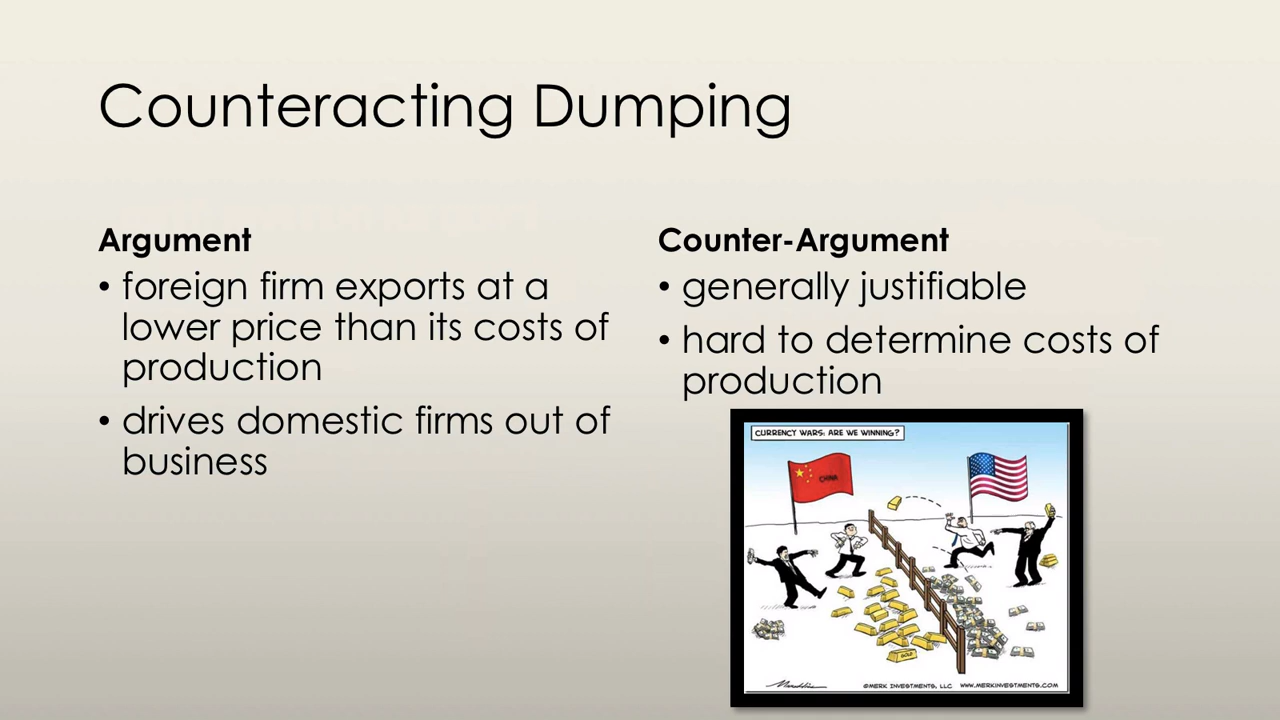 Counteracting Dumping
Argument
• foreign firm exports at a
lower price than its costs of
production
• drives domestic firms out of
business
Counter-Argument
• generally justifiable
• hard to determine costs of
production
CURRENCY WARS: ARE WE WINNING?
CHINA
GOLD
©MERK INVESTMENTS, LLC WWW.MERKINVESTMENTS.COM